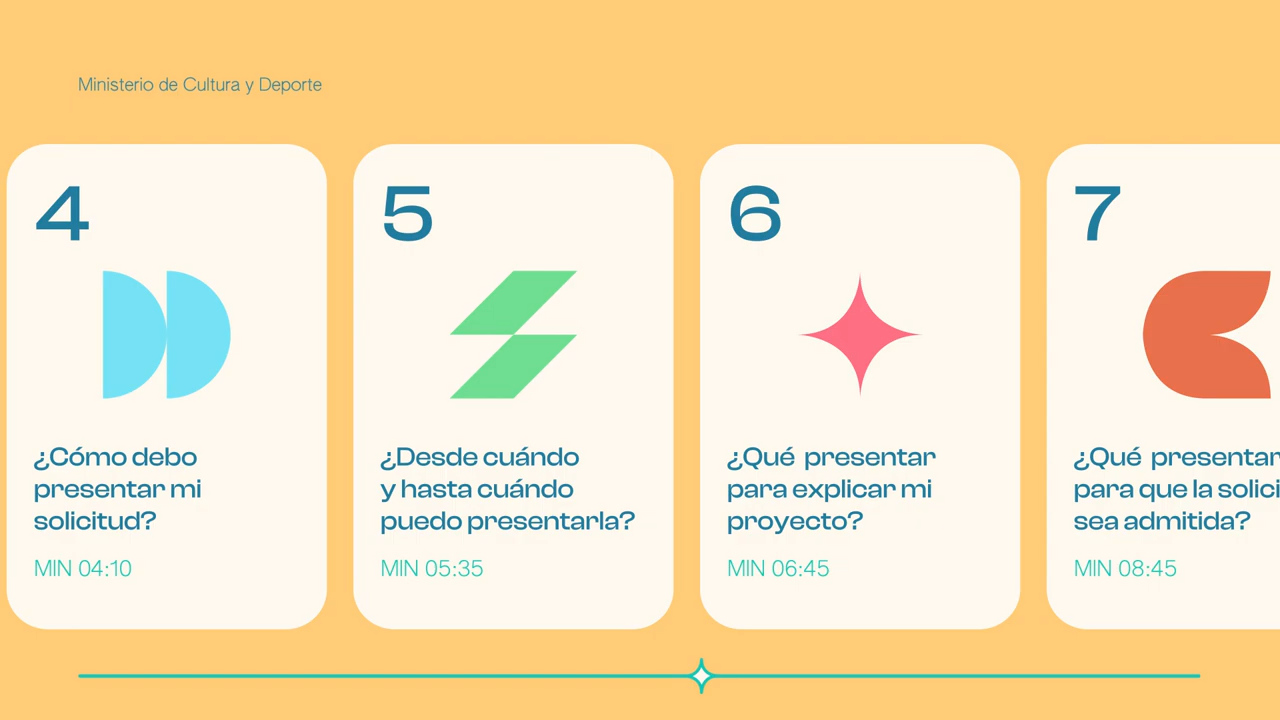 Ministerio de Cultura y Deporte
4
¿Cómo debo
presentar mi
solicitud?
MIN 04:10
5
¿Desde cuándo
y hasta cuándo
puedo presentarla?
MIN 05:35
6
¿Qué presentar
para explicar mi
proyecto?
MIN 06:45
7
¿Qué presentar
para que la solici
sea admitida?
MIN 08:45